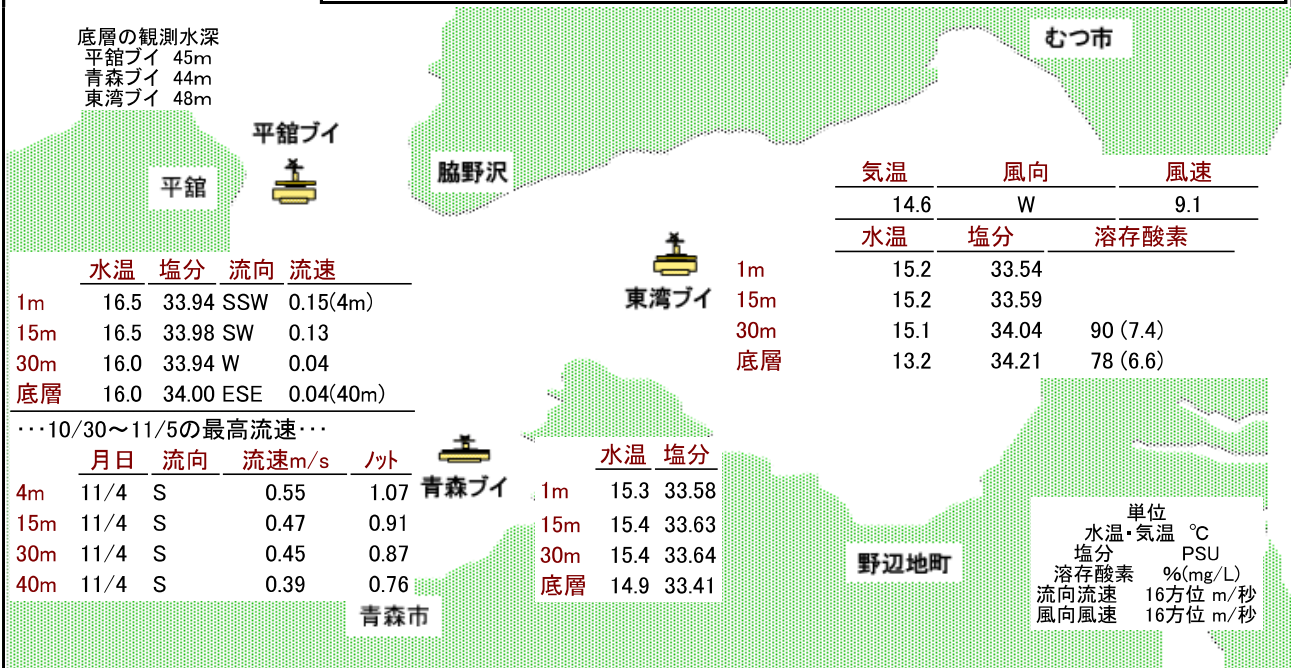 底層の観測水深
平舘ブイ 45m
青森ブイ 44m
東湾ブイ 48m
むつ市
平舘ブイ
脇野沢
平舘
気温 風向 風速
14.6 W 9.1
水温 塩分 溶存酸素
1m 15.2 33.54
15m 15.2 33.59
30m 15.1 34.04 90 (7.4)
底層 13.2 34.21 78 (6.6)
東湾ブイ
水温 塩分 流向 流速
1m 16.5 33.94 SSW 0.15(4m)
15m 16.5 33.98 SW 0.13
30m 16.0 33.94 W 0.04
底層 16.0 34.00 ESE 0.04(40m)
･･･10/30～11/5の最高流速･･･
月日 流向 流速m/s ﾉｯﾄ
4m 11/4 S 0.55 1.07
15m 11/4 S 0.47 0.91
30m 11/4 S 0.45 0.87
40m 11/4 S 0.39 0.76
青森ブイ
水温 塩分
1m 15.3 33.58
15m 15.4 33.63
30m 15.4 33.64
底層 14.9 33.41
青森市
野辺地町
単位
水温・気温 ℃
塩分 PSU
溶存酸素 %(mg/L)
流向流速 16方位 m/秒
風向風速 16方位 m/秒